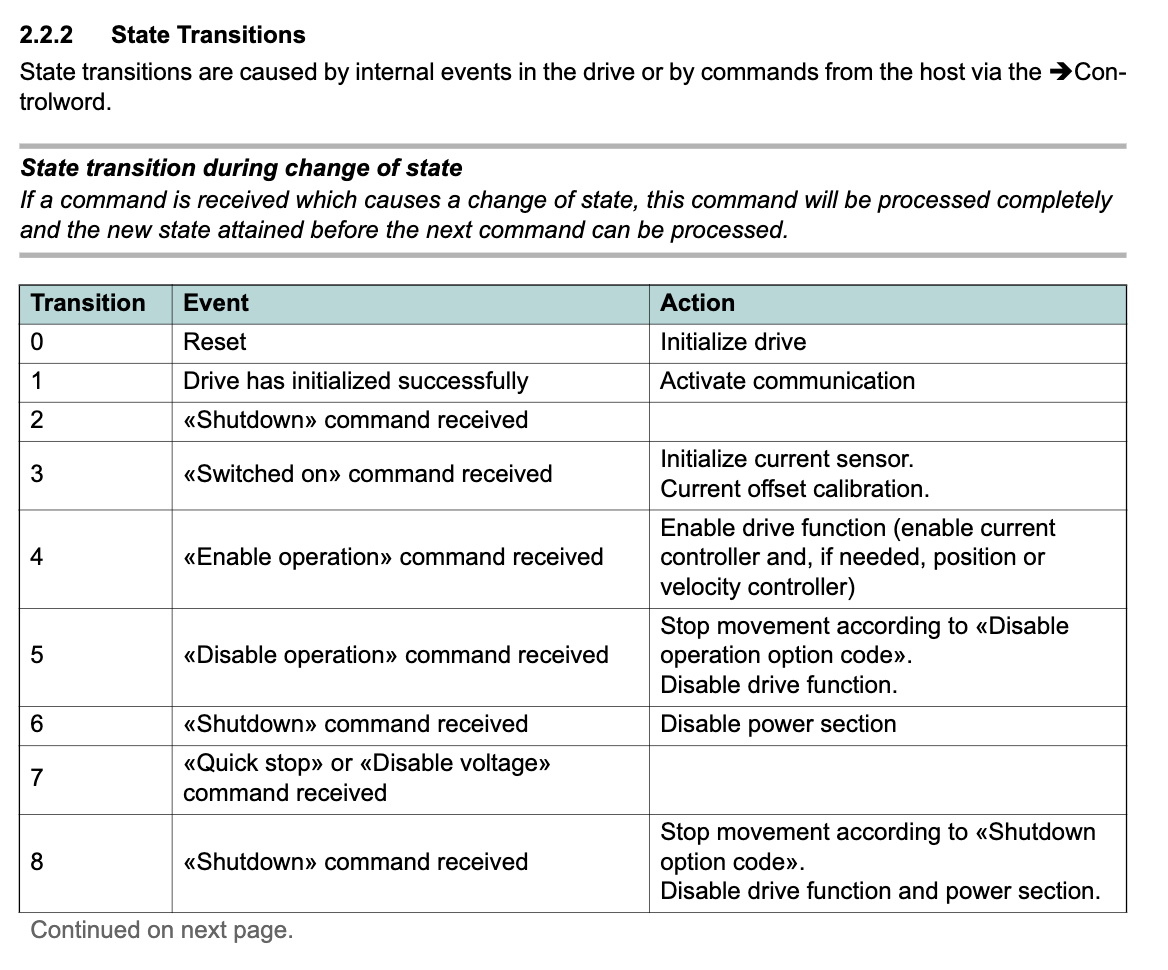 2.2.2 State Transitions
State transitions are caused by internal events in the drive or by commands from the host via the ➔Con-
trolword.
State transition during change of state
If a command is received which causes a change of state, this command will be processed completely
and the new state attained before the next command can be processed.
Transition Event Action
0 Reset Initialize drive
1 Drive has initialized successfully Activate communication
2 «Shutdown» command received
3 «Switched on» command received Initialize current sensor.
Current offset calibration.
4 «Enable operation» command received Enable drive function (enable current
controller and, if needed, position or
velocity controller)
5 «Disable operation» command received Stop movement according to «Disable
operation option code».
Disable drive function.
6 «Shutdown» command received Disable power section
7 «Quick stop» or «Disable voltage»
command received
8 «Shutdown» command received Stop movement according to «Shutdown
option code».
Disable drive function and power section.
Continued on next page.